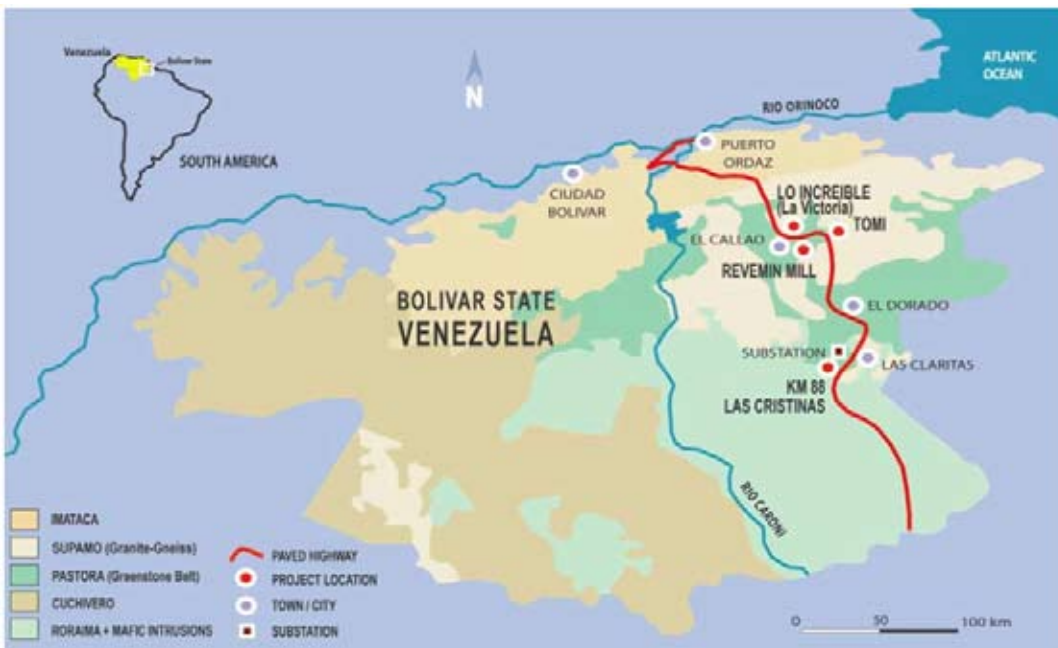 Venezuela
Bolivar State
SOUTH AMERICA
N
ATLANTIC
OCEAN
RIO ORINOCO
PUERTO
ORDAZ
CIUDAD
BOLIVAR
LO INCREIBLE
(La Victoria)
TOMI
EL CALLAO
REVEMIN MILL
BOLIVAR STATE
VENEZUELA
EL DORADO
SUBSTATION
LAS CLARITAS
KM 88
LAS CRISTINAS
RIO CARONI
IMATACA
SUPAMO (Granite-Gneiss)
PASTORA (Greenstone Belt)
CUCHIVERO
RORAIMA + MAFIC INTRUSIONS
PAVED HIGHWAY
PROJECT LOCATION
TOWN / CITY
SUBSTATION
0 50 100 km